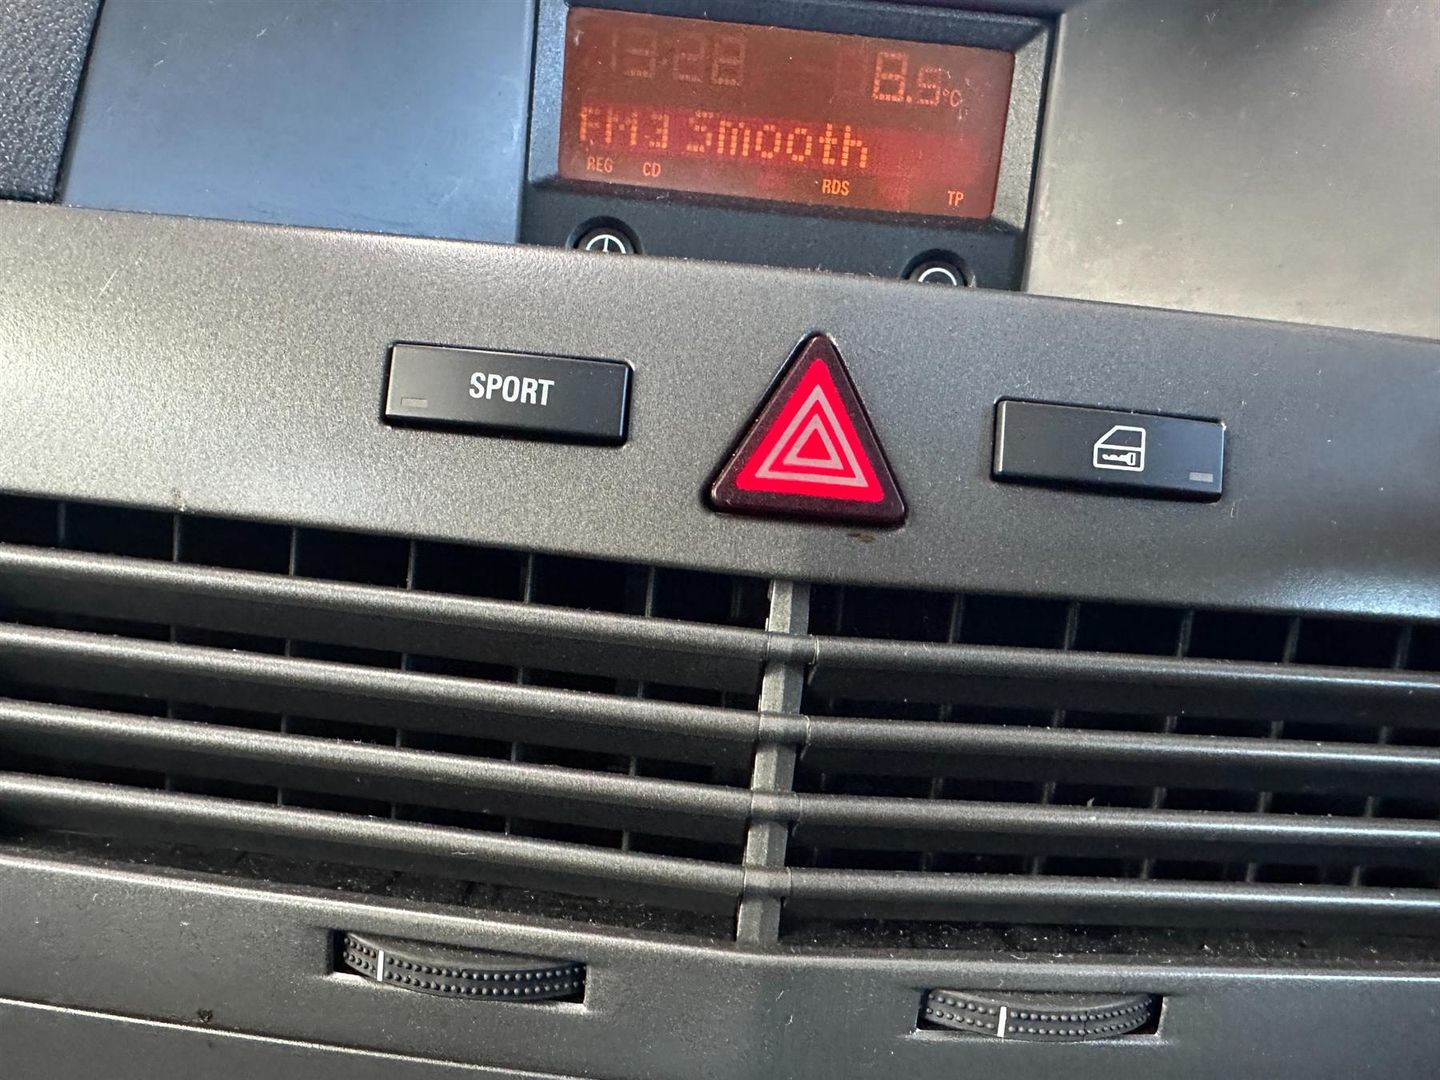 13:28 8.5°C
FM3 Smooth
REG CD RDS TP
SPORT